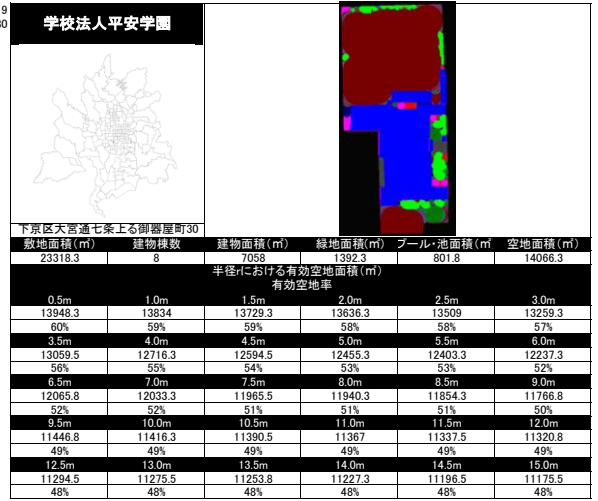 9
30
学校法人平安学園
下京区大宮通七条上る御器屋町30
敷地面積(㎡) 建物棟数 建物面積(㎡) 緑地面積(㎡) プール・池面積(㎡) 空地面積(㎡)
23318.3 8 7058 1392.3 801.8 14066.3
半径rにおける有効空地面積(㎡)
有効空地率
0.5m 1.0m 1.5m 2.0m 2.5m 3.0m
13948.3 13834 13729.3 13636.3 13509 13259.3
60% 59% 59% 58% 58% 57%
3.5m 4.0m 4.5m 5.0m 5.5m 6.0m
13059.5 12716.3 12594.5 12455.3 12403.3 12237.3
56% 55% 54% 53% 53% 52%
6.5m 7.0m 7.5m 8.0m 8.5m 9.0m
12065.8 12033.3 11965.5 11940.3 11854.3 11766.8
52% 52% 51% 51% 51% 50%
9.5m 10.0m 10.5m 11.0m 11.5m 12.0m
11446.8 11416.3 11390.5 11367 11337.5 11320.8
49% 49% 49% 49% 49% 49%
12.5m 13.0m 13.5m 14.0m 14.5m 15.0m
11294.5 11275.5 11253.8 11227.3 11196.5 11175.5
48% 48% 48% 48% 48% 48%